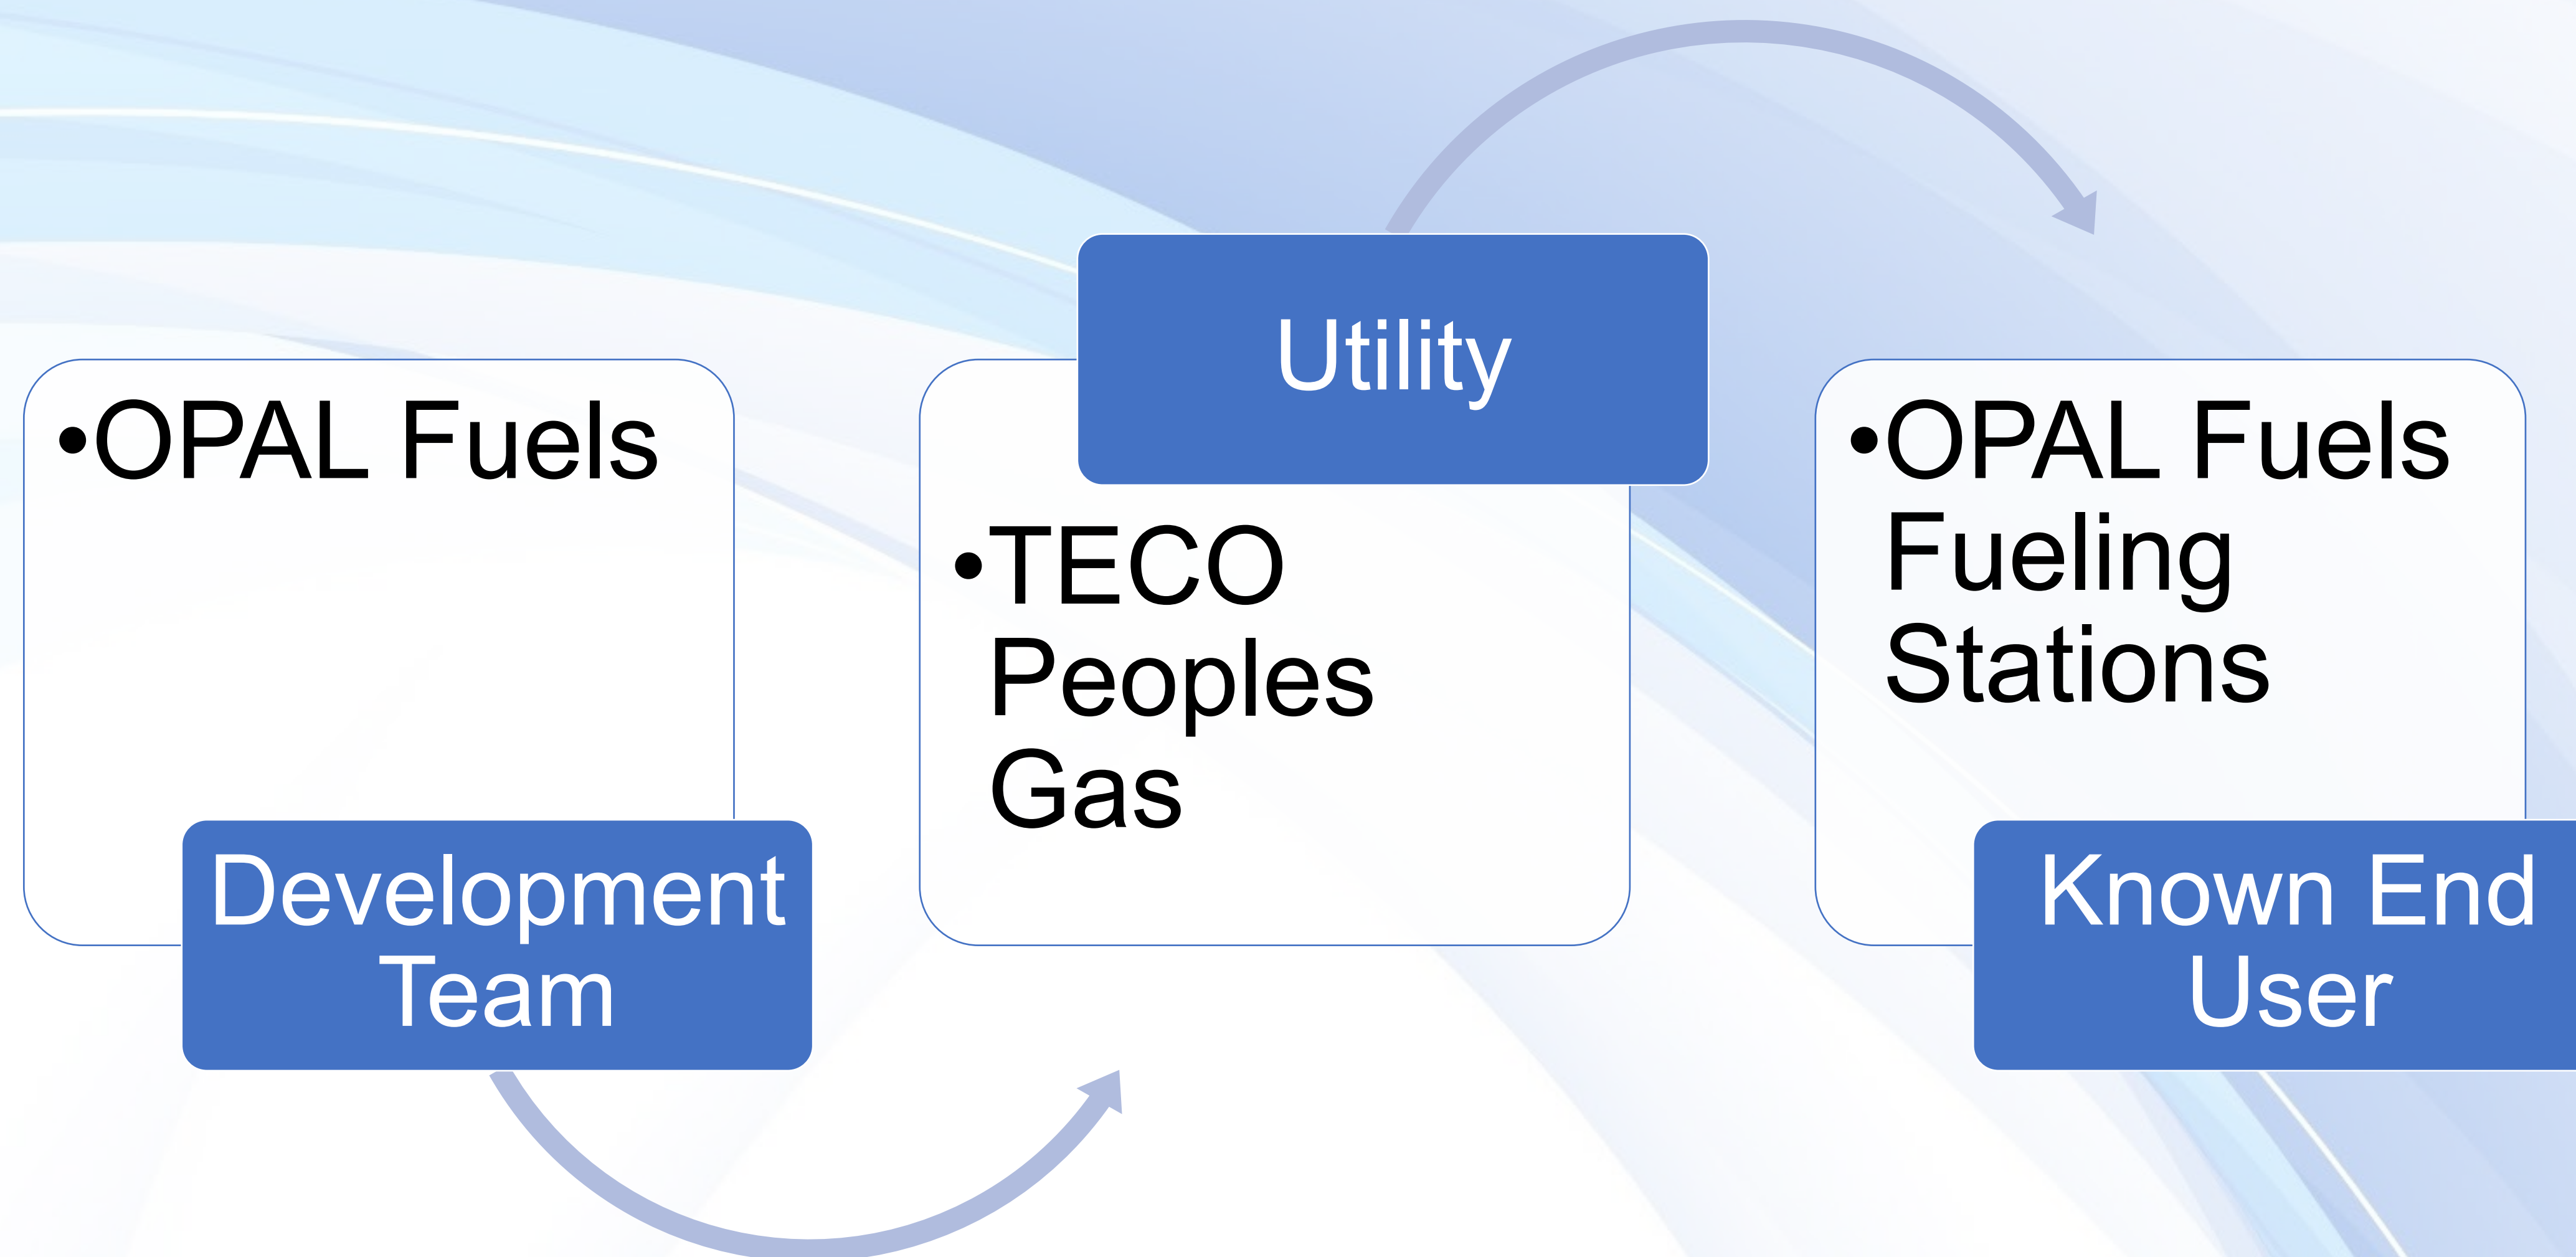 •OPAL Fuels
Development
Team
Utility
•TECO
Peoples
Gas
•OPAL Fuels
Fueling
Stations
Known End
User